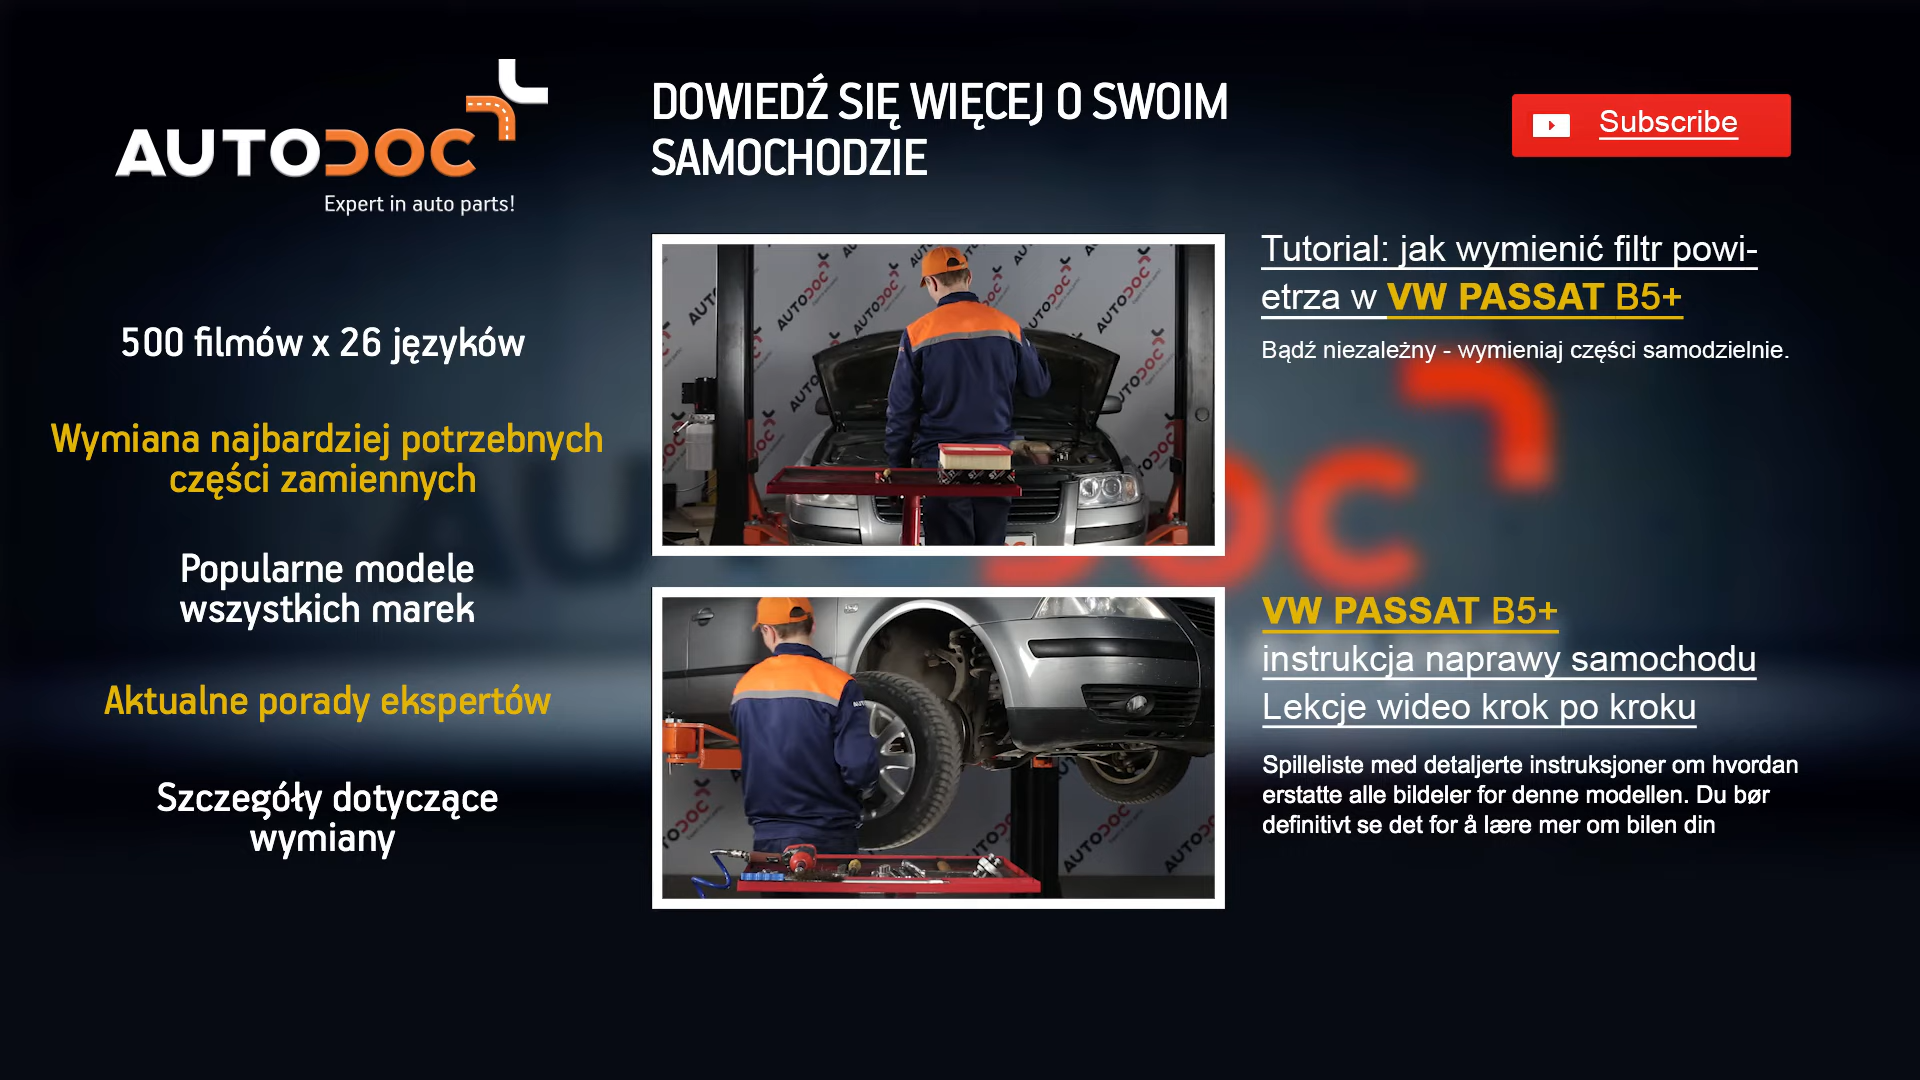 AUTODOC
Expert in auto parts!
DOWIEDŹ SIĘ WIĘCEJ O SWOIM
SAMOCHODZIE
Subscribe
500 filmów x 26 języków
Wymiana najbardziej potrzebnych
części zamiennych
Popularne modele
wszystkich marek
Aktualne porady ekspertów
Szczegóły dotyczące
wymiany
Tutorial: jak wymienić filtr powi-
etrza w VW PASSAT B5+
Bądź niezależny - wymieniaj części samodzielnie.
VW PASSAT B5+
instrukcja naprawy samochodu
Lekcje wideo krok po kroku
Spilleliste med detaljerte instruksjoner om hvordan
erstatte alle bildeler for denne modellen. Du bør
definitivt se det for å lære mer om bilen din